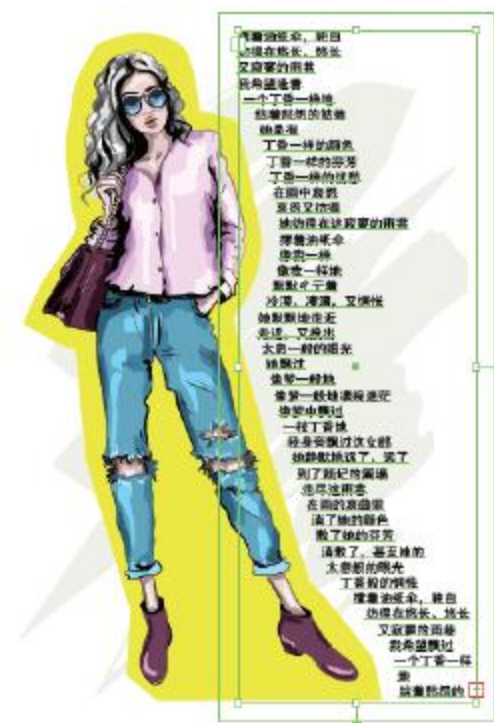 撑着油纸伞，独自
彷徨在悠长、悠长
又寂寥的雨巷
我希望逢着
一个丁香一样地
结着愁怨的姑娘
她是有
丁香一样的颜色
丁香一样的芬芳
丁香一样的忧愁
在雨中哀怨
哀怨又彷徨
她彷徨在这寂寥的雨巷
撑着油纸伞
像我一样
像我一样地
默默彳亍着
冷漠、凄清，又惆怅
她默默地走近
走近，又投出
太息一般的眼光
她飘过
像梦一般地
像梦一般地凄婉迷茫
像梦中飘过
一枝丁香地
我身旁飘过这女郎
她静默地远了，远了
到了颓圮的篱墙
走尽这雨巷
在雨的哀曲里
消了她的颜色
散了她的芬芳
消散了，甚至她的
太息般的眼光
丁香般的惆怅
撑着油纸伞，独自
彷徨在悠长、悠长
又寂寥的雨巷
我希望飘过
一个丁香一样
地
结着愁怨的